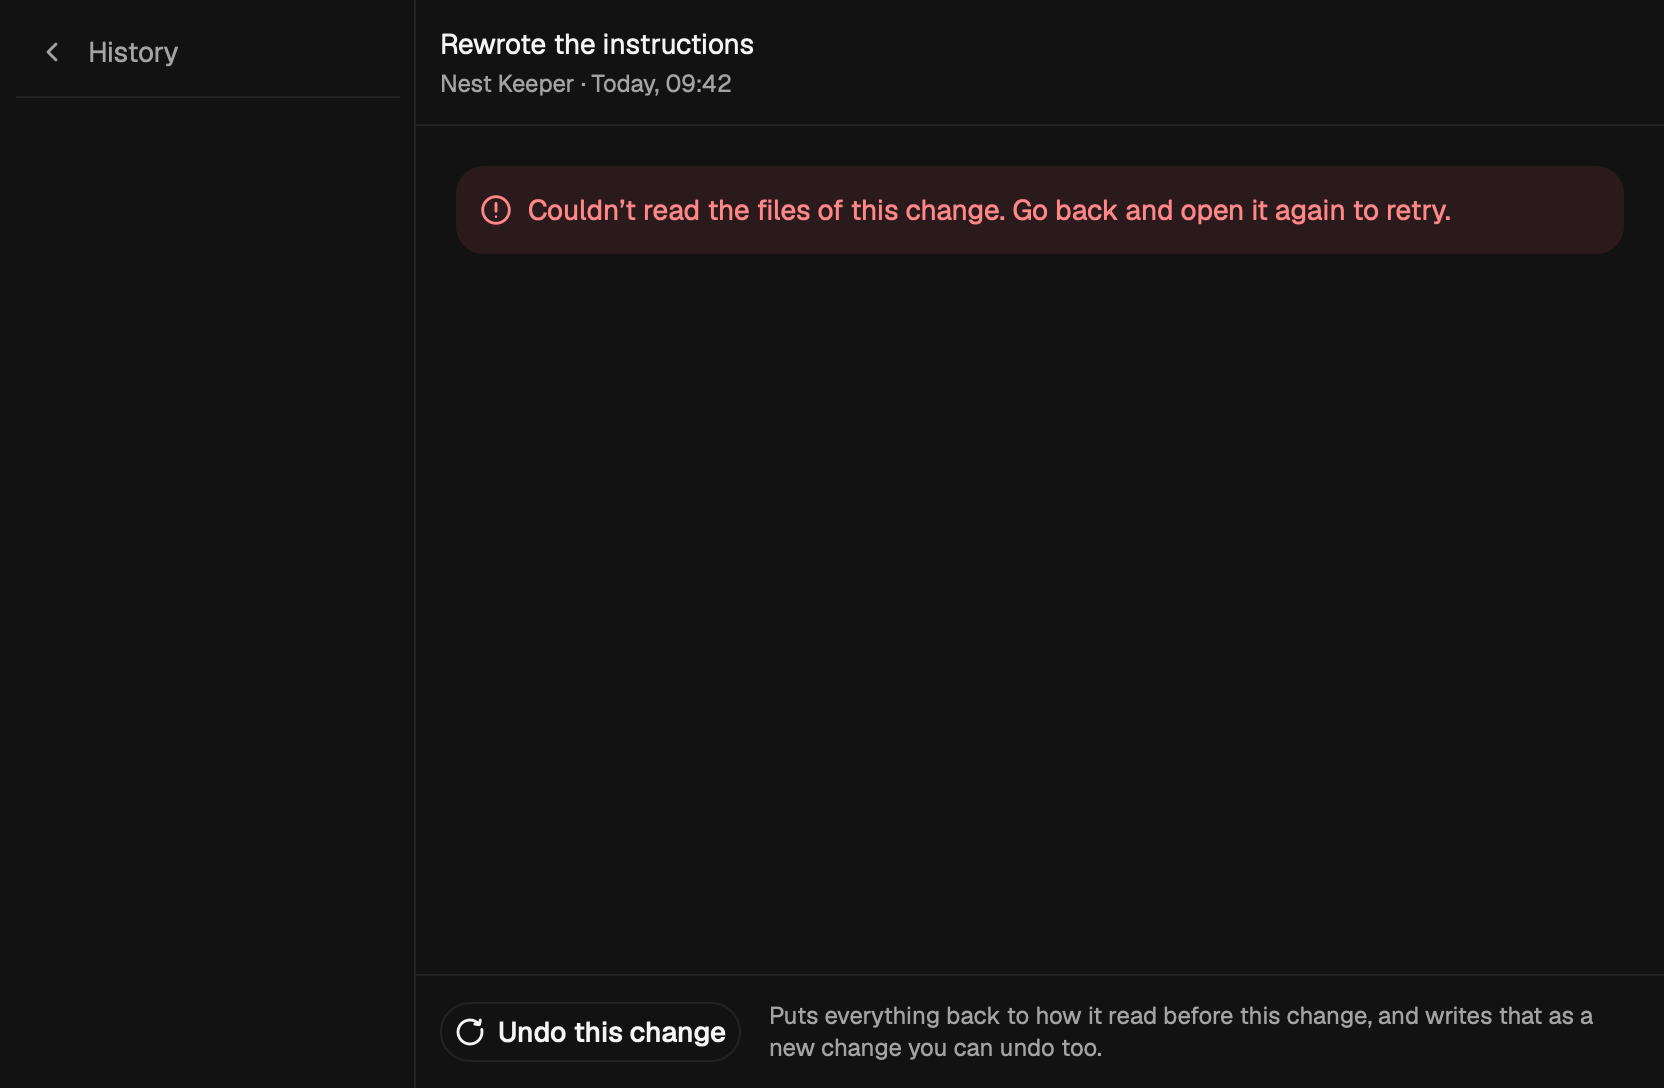 History
Rewrote the instructions
Nest Keeper · Today, 09:42
Couldn’t read the files of this change. Go back and open it again to retry.
Undo this change
Puts everything back to how it read before this change, and writes that as a
new change you can undo too.